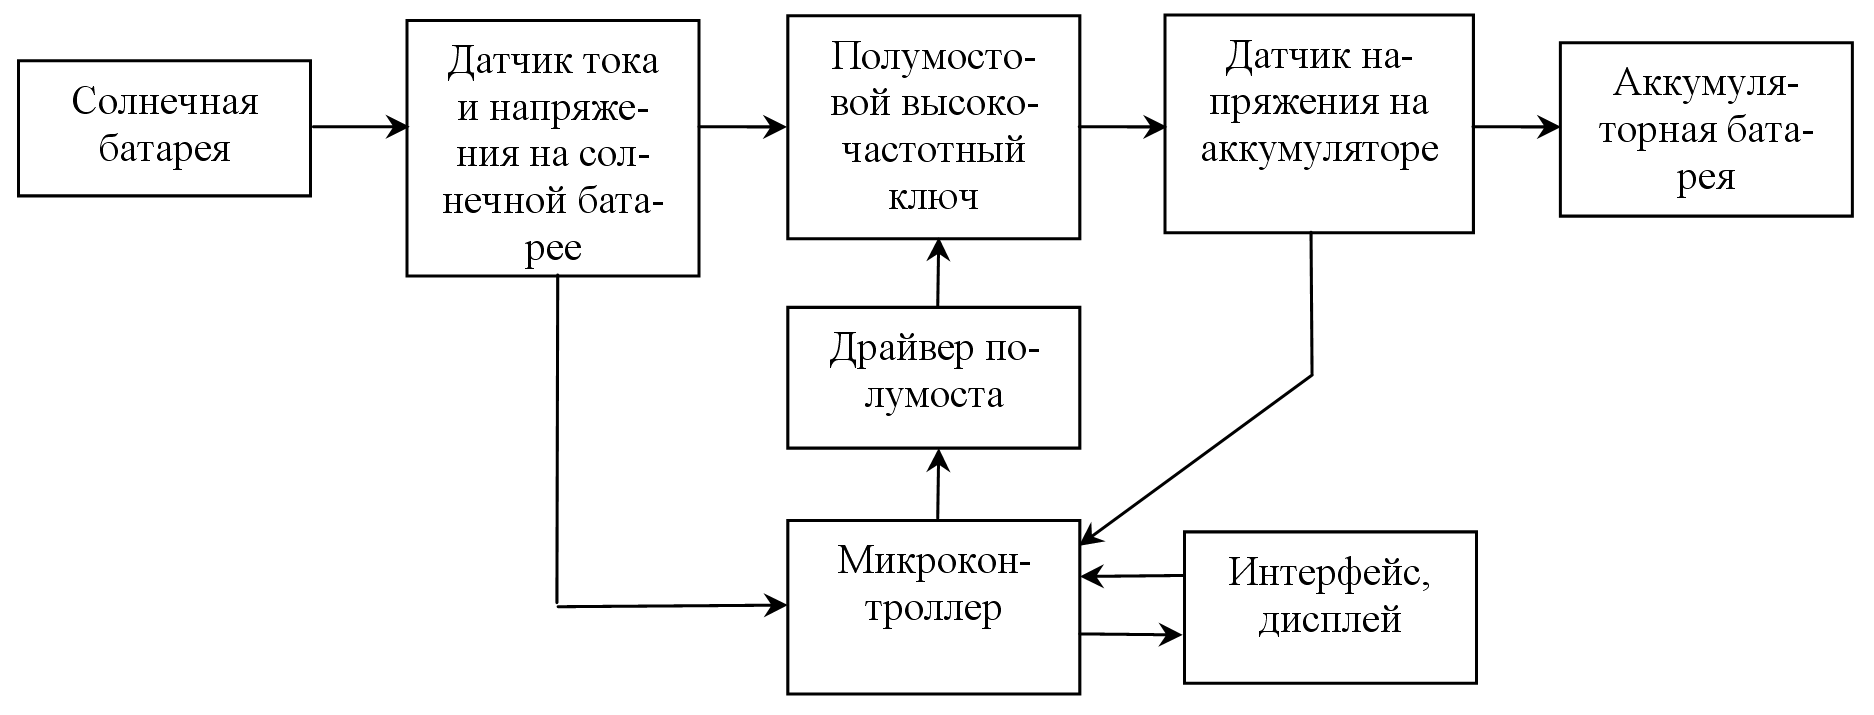 Солнечная
батарея
Датчик тока
и напряже-
ния на сол-
нечной бата-
рее
Полумосто-
вой высоко-
частотный
ключ
Датчик на-
пряжения на
аккумуляторе
Аккумуля-
торная бата-
рея
Драйвер по-
лумоста
Микрокон-
троллер
Интерфейс,
дисплей